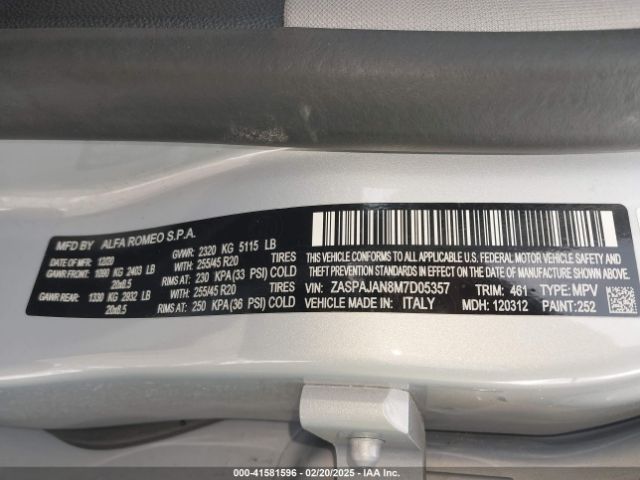 MFD BY ALFA ROMEO S.P.A.
DATE OF MFR: 12/20 GVWR: 2320 KG 5115 LB
GAWR FRONT: 1090 KG 2403 LB WITH: 255/45 R20 TIRES
20x8.5 RIMS AT: 230 KPA(33 PSI) COLD
GAWR REAR: 1330 KG 2932 LB WITH: 255/45 R20 TIRES
20x8.5 RIMS AT: 250 KPA(36 PSI) COLD
THIS VEHICLE CONFORMS TO ALL APPLICABLE U.S. FEDERAL MOTOR VEHICLE SAFETY AND
THEFT PREVENTION STANDARDS IN EFFECT ON THE DATE OF MANUFACTURE SHOWN ABOVE.
VIN: ZASPAJAN8M7D05357 TRIM: 461 TYPE: MPV
VEHICLE MADE IN: ITALY MDH: 120312 PAINT: 252
000-41581596 - 02/20/2025 - IAA Inc.